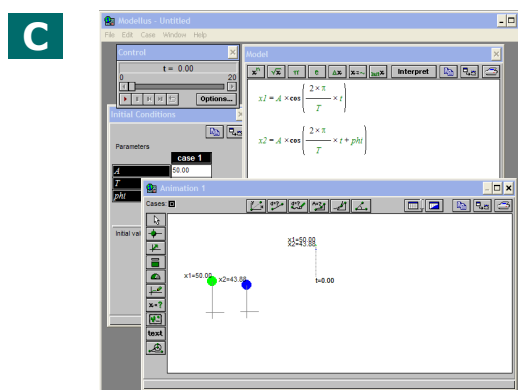 C
Modellus - Untitled
File Edit Case Window Help
Control
t = 0.00
0 20
Options...
Model
Interpret
x1 = A × cos ( 2 × π / T × t )
x2 = A × cos ( 2 × π / T × t + phi )
Initial Conditions
Parameters
case 1
A 50.00
T
phi
Initial val
Animation 1
Cases:
x1=50.00
x2=43.88
x1=50.00 x2=43.88
t=0.00
x=?
text